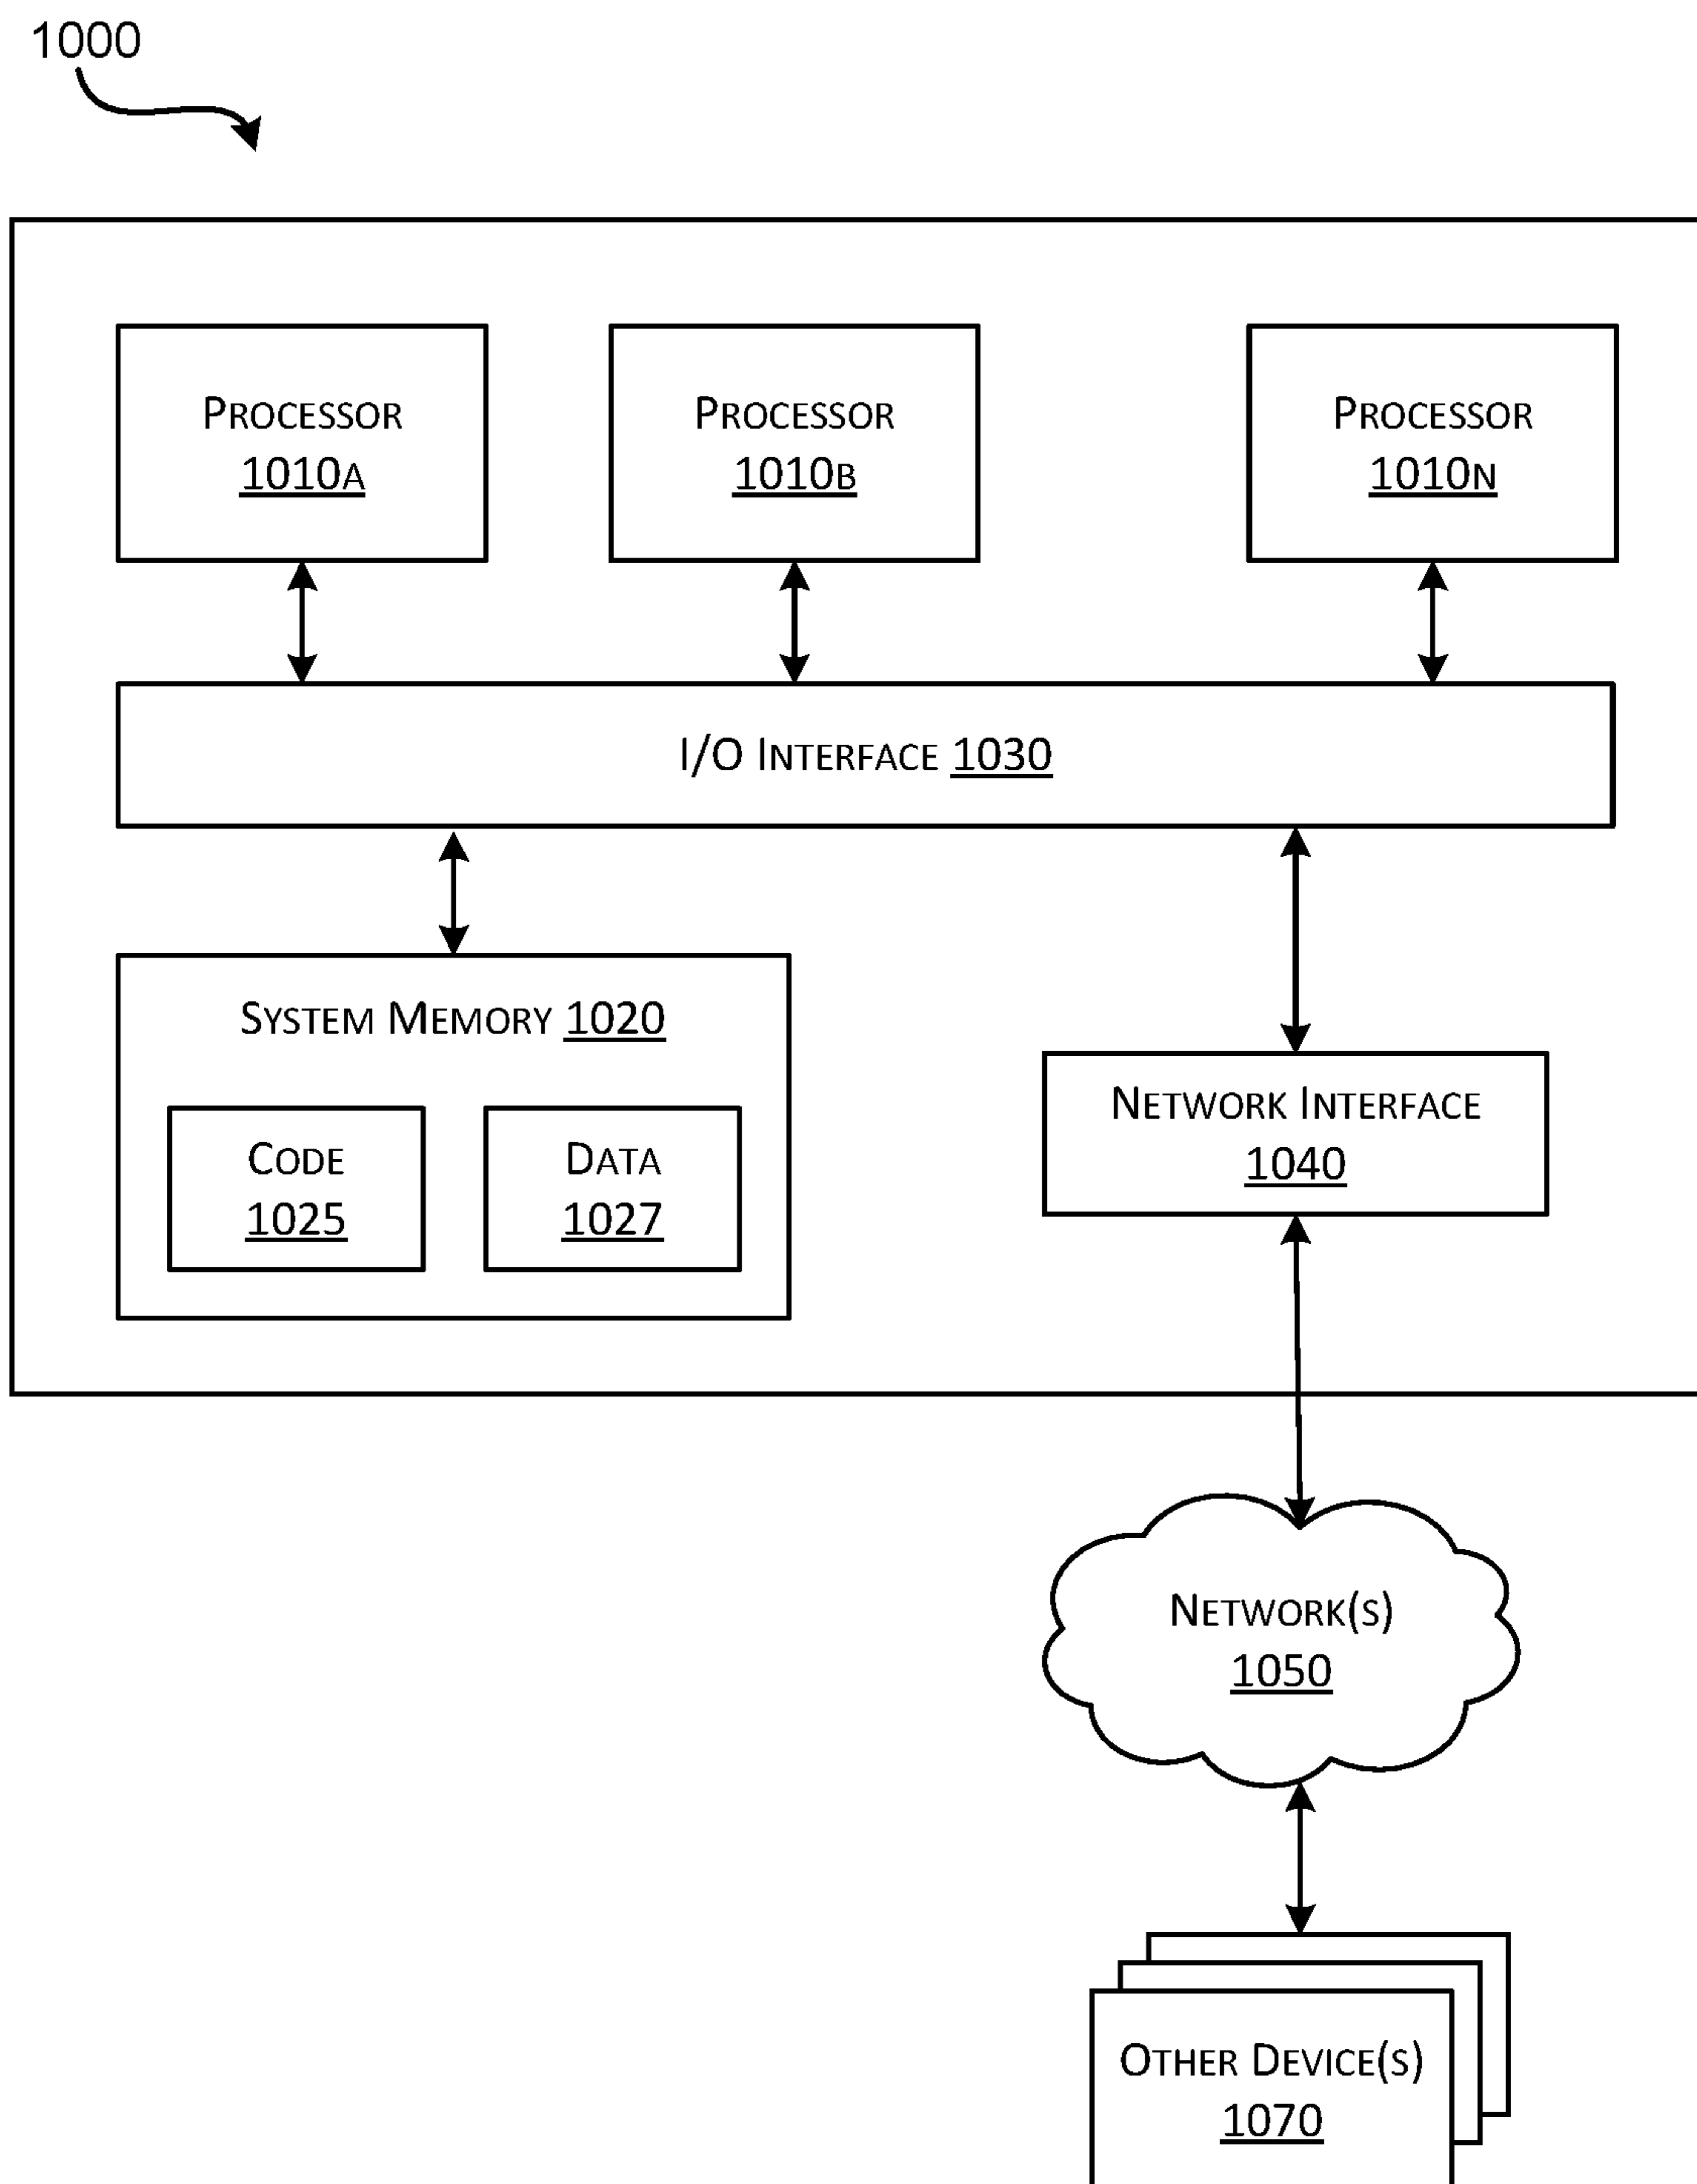 1000
PROCESSOR
1010A
PROCESSOR
1010B
PROCESSOR
1010N
I/O INTERFACE 1030
SYSTEM MEMORY 1020
CODE
1025
DATA
1027
NETWORK INTERFACE
1040
NETWORK(S)
1050
OTHER DEVICE(S)
1070